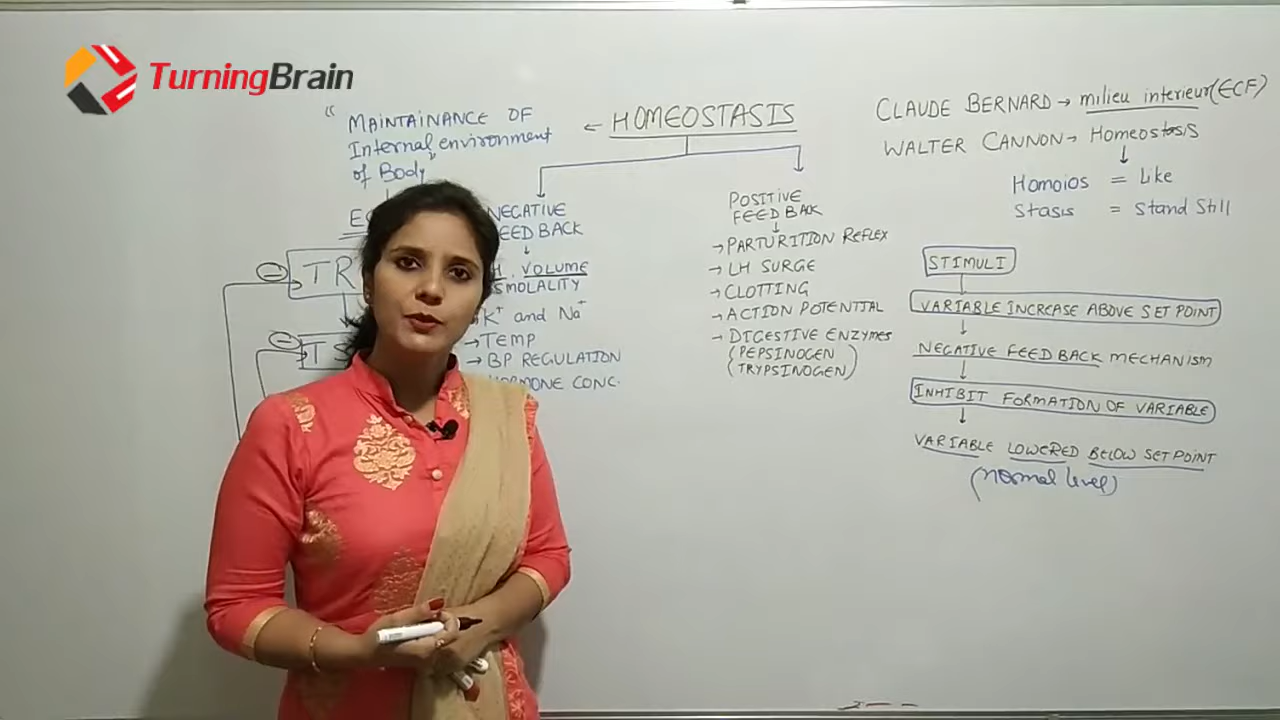 TurningBrain
HOMEOSTASIS
“ MAINTAINANCE OF
Internal environment
of Body ”
NEGATIVE
FEED BACK
VOLUME
K+ and Na+
→ TEMP
→ BP REGULATION
CONC.
POSITIVE
FEED BACK
→ PARTURITION REFLEX
→ LH SURGE
→ CLOTTING
→ ACTION POTENTIAL
→ DIGESTIVE ENZYMES
(PEPSINOGEN
(TRYPSINOGEN)
CLAUDE BERNARD → milieu interieur (ECF)
WALTER CANNON → Homeostasis
Homoios = Like
Stasis = Stand Still
STIMULI
VARIABLE INCREASE ABOVE SET POINT
NEGATIVE FEED BACK MECHANISM
INHIBIT FORMATION OF VARIABLE
VARIABLE LOWERED BELOW SET POINT
(normal level)